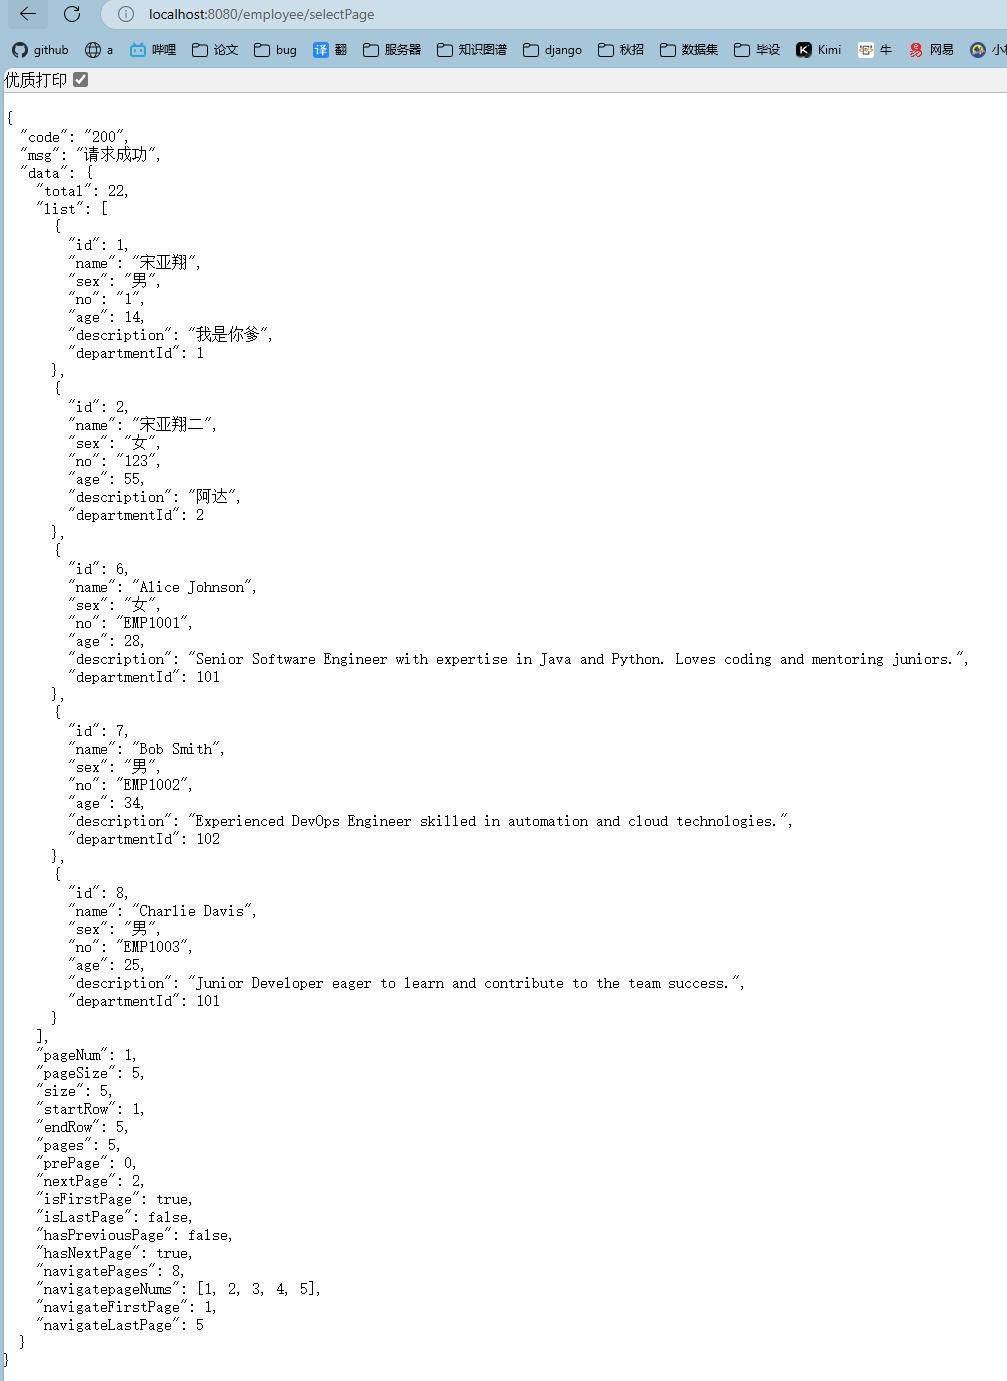 localhost:8080/employee/selectPage
github a 哔哩 论文 bug 翻 服务器 知识图谱 django 秋招 数据集 毕设 Kimi 牛 网易
优质打印
{
"code": "200",
"msg": "请求成功",
"data": {
"total": 22,
"list": [
{
"id": 1,
"name": "宋亚翔",
"sex": "男",
"no": "1",
"age": 14,
"description": "我是你爹",
"departmentId": 1
},
{
"id": 2,
"name": "宋亚翔二",
"sex": "女",
"no": "123",
"age": 55,
"description": "阿达",
"departmentId": 2
},
{
"id": 6,
"name": "Alice Johnson",
"sex": "女",
"no": "EMP1001",
"age": 28,
"description": "Senior Software Engineer with expertise in Java and Python. Loves coding and mentoring juniors.",
"departmentId": 101
},
{
"id": 7,
"name": "Bob Smith",
"sex": "男",
"no": "EMP1002",
"age": 34,
"description": "Experienced DevOps Engineer skilled in automation and cloud technologies.",
"departmentId": 102
},
{
"id": 8,
"name": "Charlie Davis",
"sex": "男",
"no": "EMP1003",
"age": 25,
"description": "Junior Developer eager to learn and contribute to the team success.",
"departmentId": 101
}
],
"pageNum": 1,
"pageSize": 5,
"size": 5,
"startRow": 1,
"endRow": 5,
"pages": 5,
"prePage": 0,
"nextPage": 2,
"isFirstPage": true,
"isLastPage": false,
"hasPreviousPage": false,
"hasNextPage": true,
"navigatePages": 8,
"navigatepageNums": [1, 2, 3, 4, 5],
"navigateFirstPage": 1,
"navigateLastPage": 5
}
}